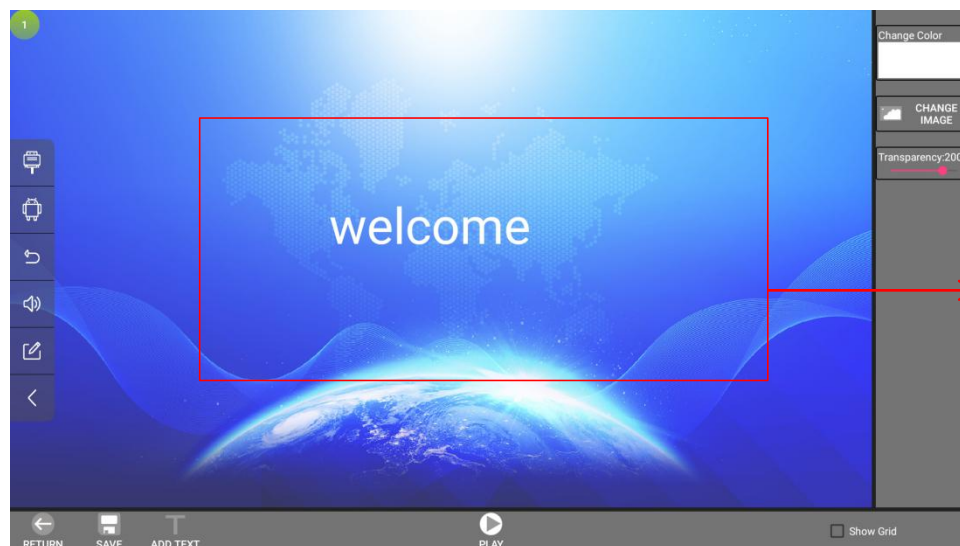 1
Change Color
CHANGE
IMAGE
Transparency:200
welcome
RETURN
SAVE
ADD TEXT
PLAY
Show Grid